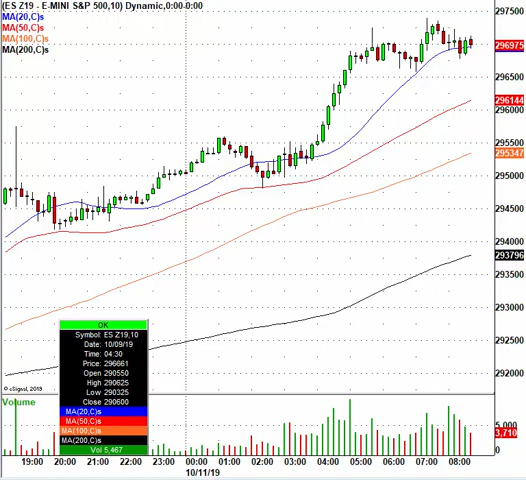 (ES Z19 - E-MINI S&P 500,10) Dynamic,0:00-0:00
MA(20,C)s
MA(50,C)s
MA(100,C)s
MA(200,C)s
297500
296975
296500
296144
295500
295347
295000
294500
294000
293796
293500
293000
292500
292000
OK
Symbol: ES Z19,10
Date: 10/09/19
Time: 04:30
Price: 296661
Open 290550
High 290625
Low 290325
Close 290600
MA(20,C)s
MA(50,C)s
MA(100,C)s
MA(200,C)s
Vol 5,467
© eSignal, 2019
Volume
5,000
3,710
0
19:00 20:00 21:00 22:00 23:00 00:00 01:00 02:00 03:00 04:00 05:00 06:00 07:00 08:00
10/11/19